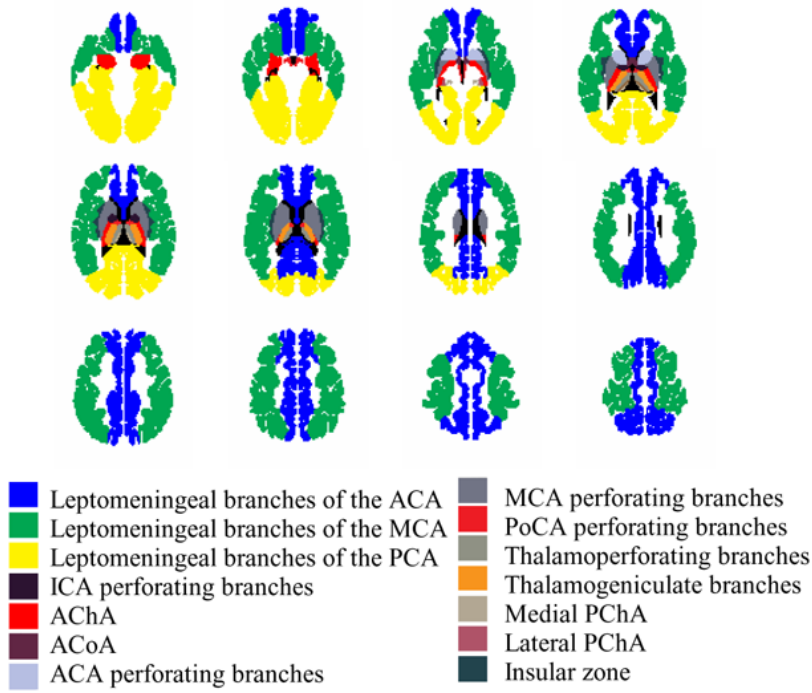 Leptomeningeal branches of the ACA
Leptomeningeal branches of the MCA
Leptomeningeal branches of the PCA
ICA perforating branches
AChA
ACoA
ACA perforating branches
MCA perforating branches
PoCA perforating branches
Thalamoperforating branches
Thalamogeniculate branches
Medial PChA
Lateral PChA
Insular zone